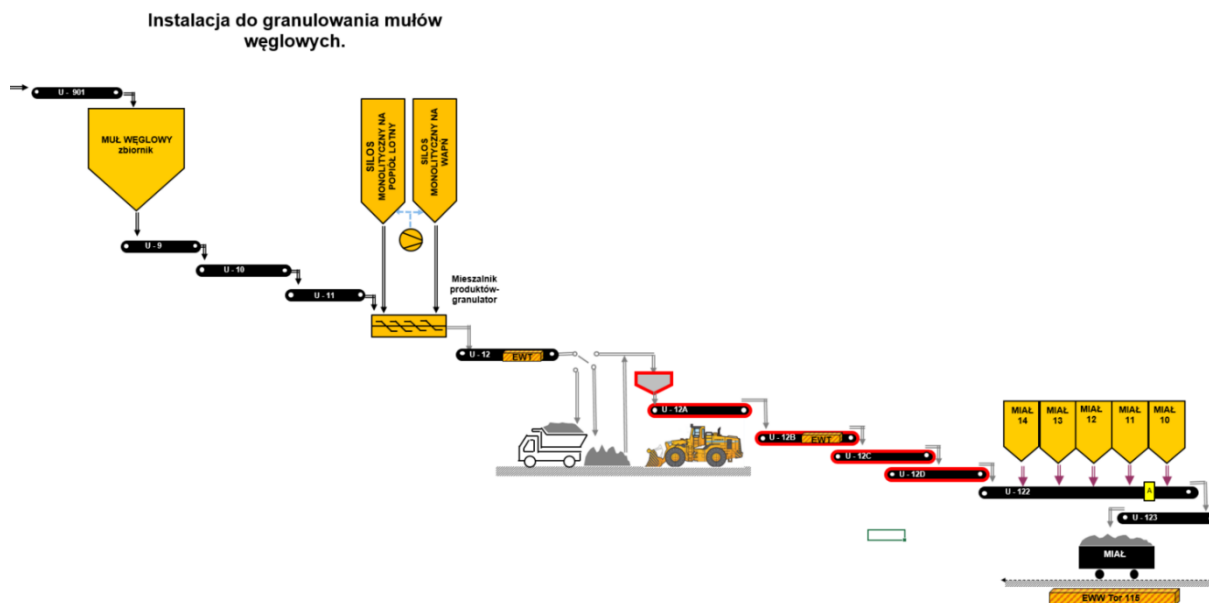 Instalacja do granulowania mułów
węglowych.
U - 901
MUŁ WĘGLOWY
zbiornik
SILOS
MONOLITYCZNY NA
POPIÓŁ LOTNY
SILOS
MONOLITYCZNY NA
WAPN
U - 9
U - 10
U - 11
Mieszalnik
produktów-
granulator
U - 12
EWT
U - 12A
U - 12B
EWT
U - 12C
U - 12D
MIAŁ
14
MIAŁ
13
MIAŁ
12
MIAŁ
11
MIAŁ
10
U - 122
A
U - 123
MIAŁ
EWW Tor 115